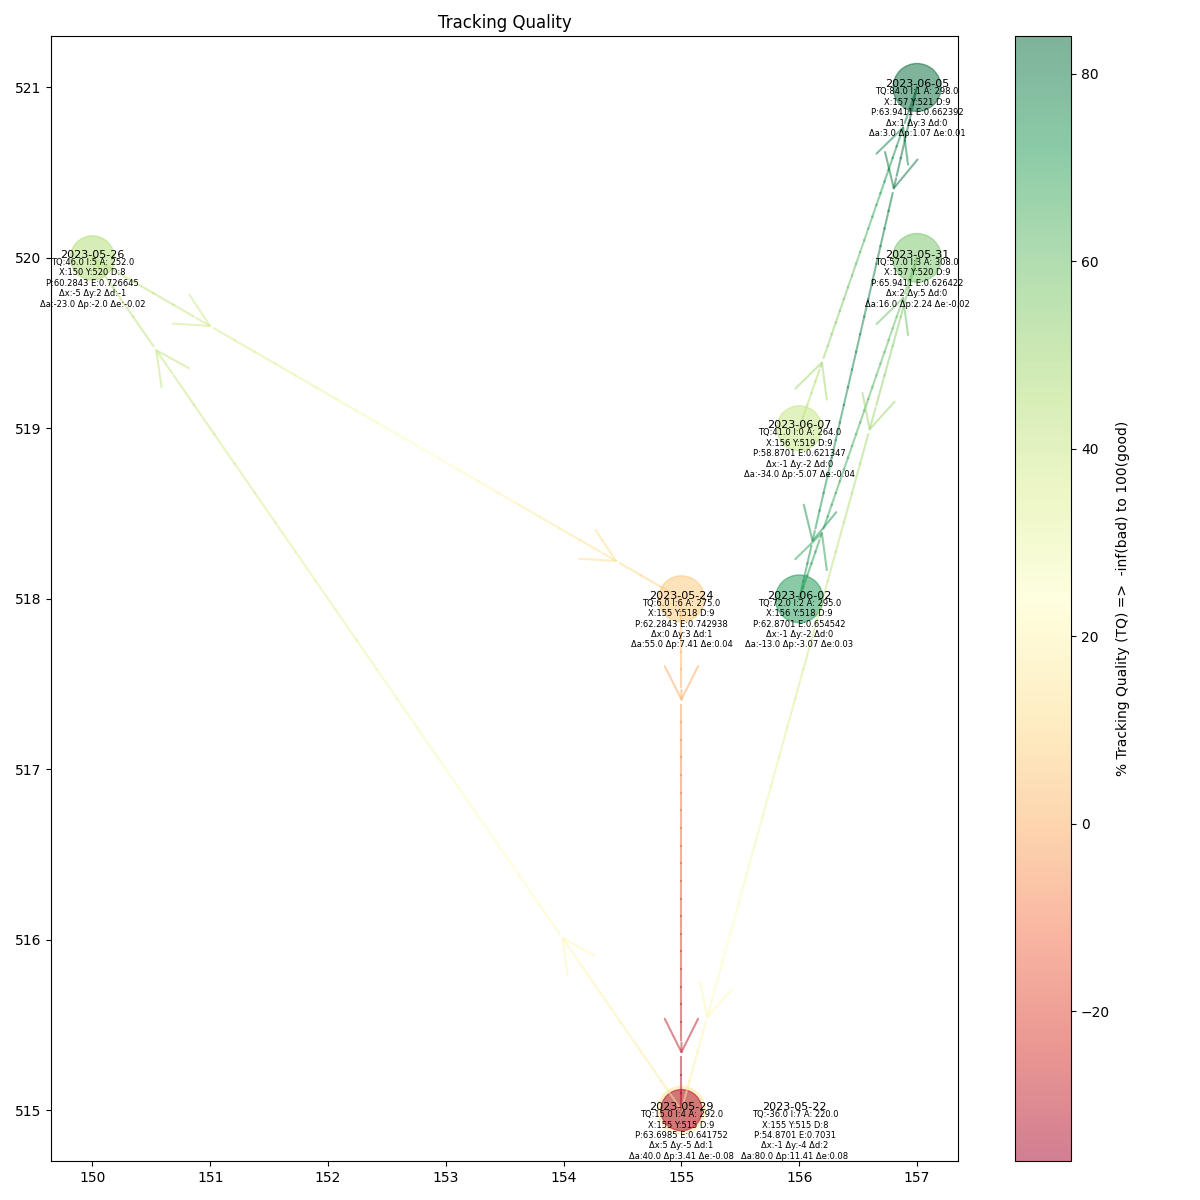 Tracking Quality
521
520
519
518
517
516
515
150
151
152
153
154
155
156
157
2023-06-05
TQ:84.0 I:1 A: 298.0
X:157 Y:521 D:9
P:63.9411 E:0.662392
Δx:1 Δy:3 Δd:0
Δa:3.0 Δp:1.07 Δe:0.01
2023-05-26
TQ:46.0 I:5 A: 252.0
X:150 Y:520 D:8
P:60.2843 E:0.726645
Δx:-5 Δy:2 Δd:-1
Δa:-23.0 Δp:-2.0 Δe:-0.02
2023-05-31
TQ:57.0 I:3 A: 308.0
X:157 Y:520 D:9
P:65.9411 E:0.626422
Δx:2 Δy:5 Δd:0
Δa:16.0 Δp:2.24 Δe:-0.02
2023-06-07
TQ:41.0 I:0 A: 264.0
X:156 Y:519 D:9
P:58.8701 E:0.621347
Δx:-1 Δy:-2 Δd:0
Δa:-34.0 Δp:-5.07 Δe:-0.04
2023-05-24
TQ:6.0 I:6 A: 275.0
X:155 Y:518 D:9
P:62.2843 E:0.742938
Δx:0 Δy:3 Δd:1
Δa:55.0 Δp:7.41 Δe:0.04
2023-06-02
TQ:72.0 I:2 A: 295.0
X:156 Y:518 D:9
P:62.8701 E:0.654542
Δx:-1 Δy:-2 Δd:0
Δa:-13.0 Δp:-3.07 Δe:0.03
2023-05-29
TQ:15.0 I:4 A: 292.0
X:155 Y:515 D:9
P:63.6985 E:0.641752
Δx:5 Δy:-5 Δd:1
Δa:40.0 Δp:3.41 Δe:-0.08
2023-05-22
TQ:-36.0 I:7 A: 220.0
X:155 Y:515 D:8
P:54.8701 E:0.7031
Δx:-1 Δy:-4 Δd:2
Δa:80.0 Δp:11.41 Δe:0.08
80
60
40
20
0
−20
% Tracking Quality (TQ) => -inf(bad) to 100(good)